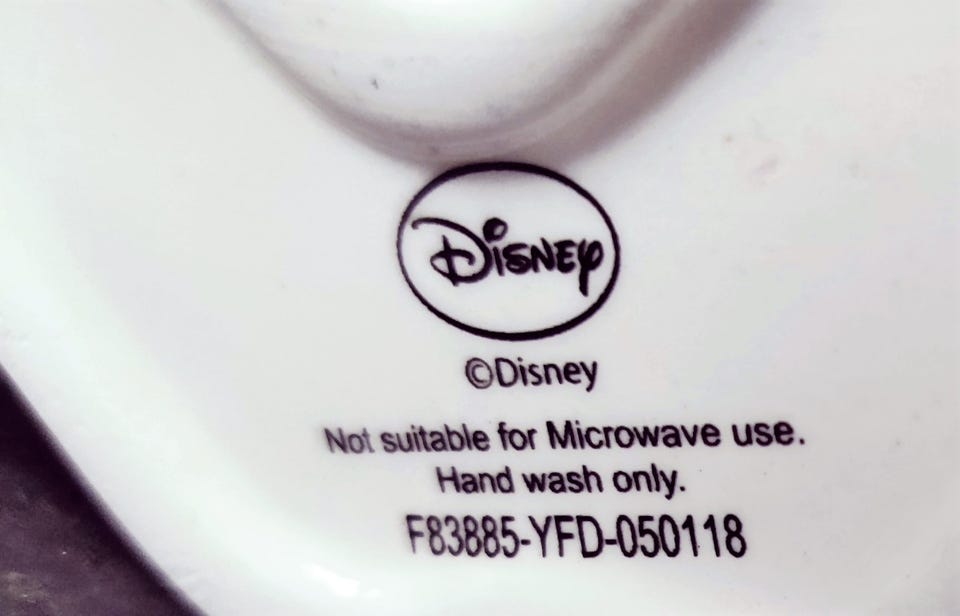 Disney
©Disney
Not suitable for Microwave use.
Hand wash only.
F83885-YFD-050118